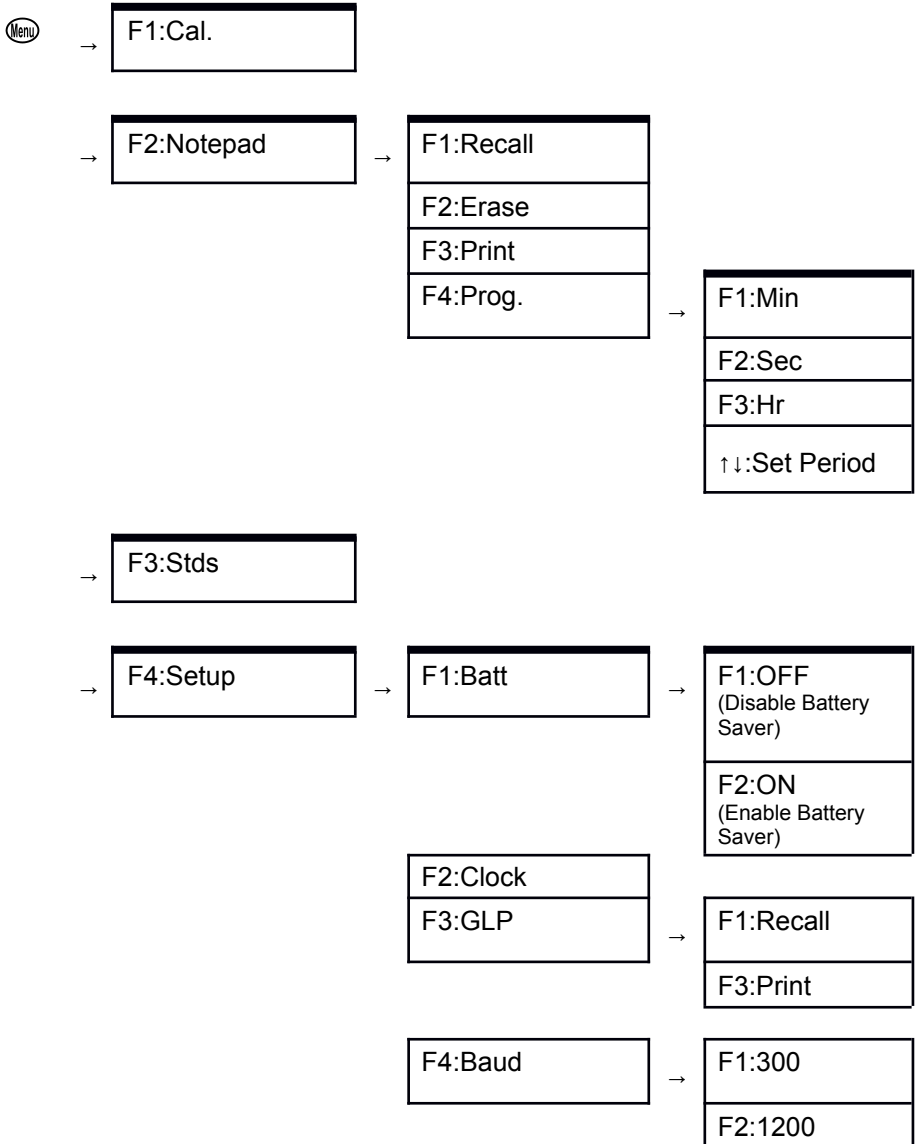 Menu → F1:Cal.
→ F2:Notepad → F1:Recall
F2:Erase
F3:Print
F4:Prog. → F1:Min
F2:Sec
F3:Hr
↑↓:Set Period
→ F3:Stds
→ F4:Setup → F1:Batt → F1:OFF
(Disable Battery
Saver)
F2:ON
(Enable Battery
Saver)
F2:Clock
F3:GLP → F1:Recall
F3:Print
F4:Baud → F1:300
F2:1200